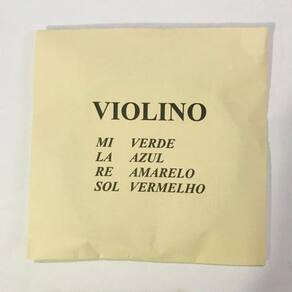 VIOLINO
MI VERDE
LA AZUL
RE AMARELO
SOL VERMELHO